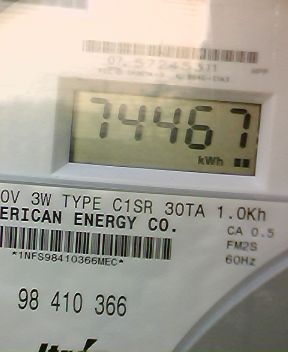 74467
kWh
0V 3W TYPE C1SR 30TA 1.0Kh
ERICAN ENERGY CO.
CA 0.5
FM2S
60Hz
*1NFS98410366MEC*
98 410 366